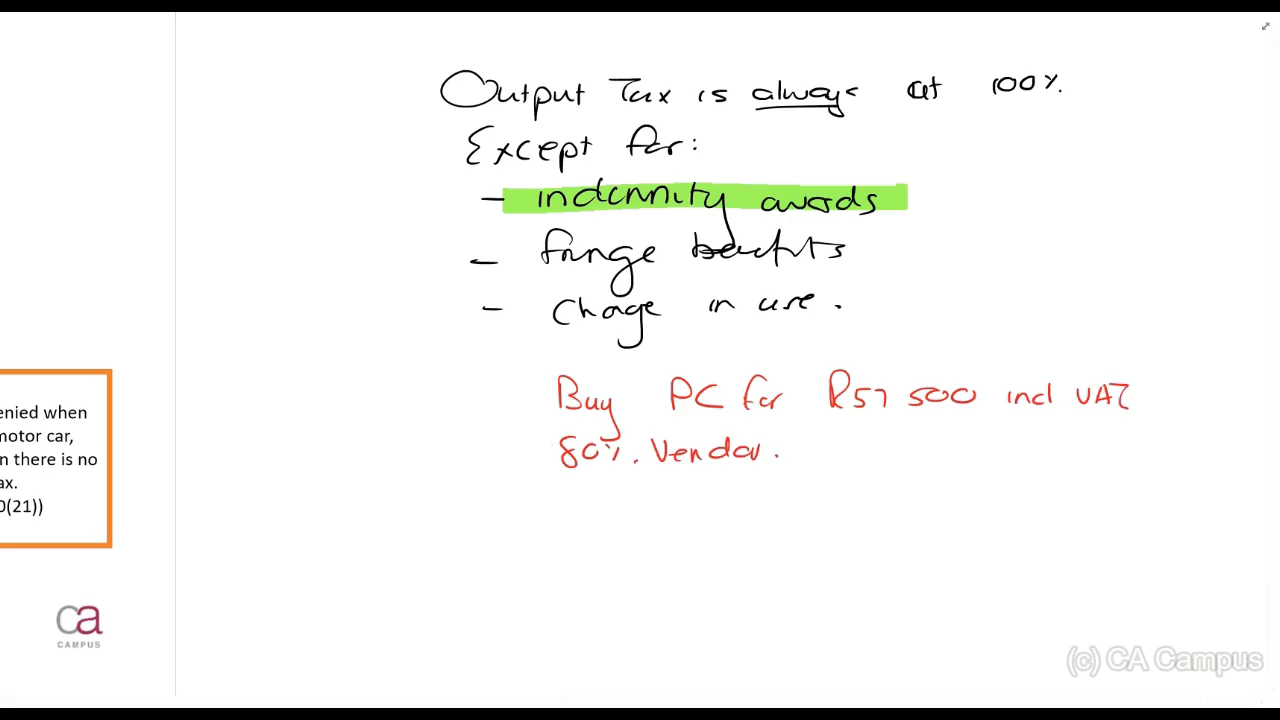 Output Tax is always at 100%.
Except for:
- indemnity awards
- fringe benefits
- Change in use.
Buy PC for R57 500 incl VAT
80%. Vendor.
enied when
motor car,
n there is no
ax.
0(21))
ca
CAMPUS
(c) CA Campus